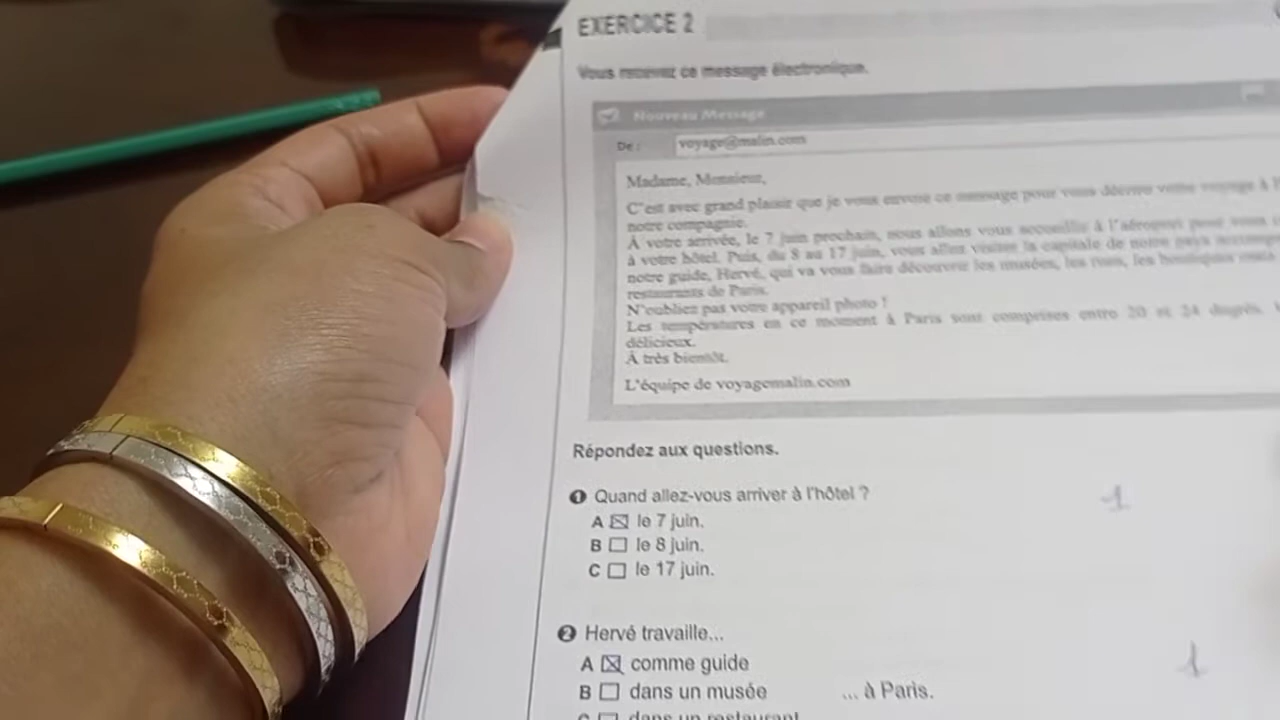 EXERCICE 2
Vous recevez ce message électronique.
Nouveau Message
De : voyage@malin.com
Madame, Monsieur,
C'est avec grand plaisir que je vous envoie ce message pour vous décrire votre voyage à
notre compagnie.
À votre arrivée, le 7 juin prochain, nous allons vous accueillir à l'aéroport pour vous
à votre hôtel. Puis, du 8 au 17 juin, vous allez visiter la capitale de notre pays
notre guide, Hervé, qui va vous faire découvrir les musées, les rues, les boutiques
restaurants de Paris.
N'oubliez pas votre appareil photo !
Les températures en ce moment à Paris sont comprises entre 20 et 24 degrés.
délicieux.
À très bientôt.
L'équipe de voyagemalin.com
Répondez aux questions.
1 Quand allez-vous arriver à l'hôtel ? 1
A ☒ le 7 juin.
B ☐ le 8 juin.
C ☐ le 17 juin.
2 Hervé travaille...
A ☒ comme guide 1
B ☐ dans un musée ... à Paris.
C ☐ dans un restaurant